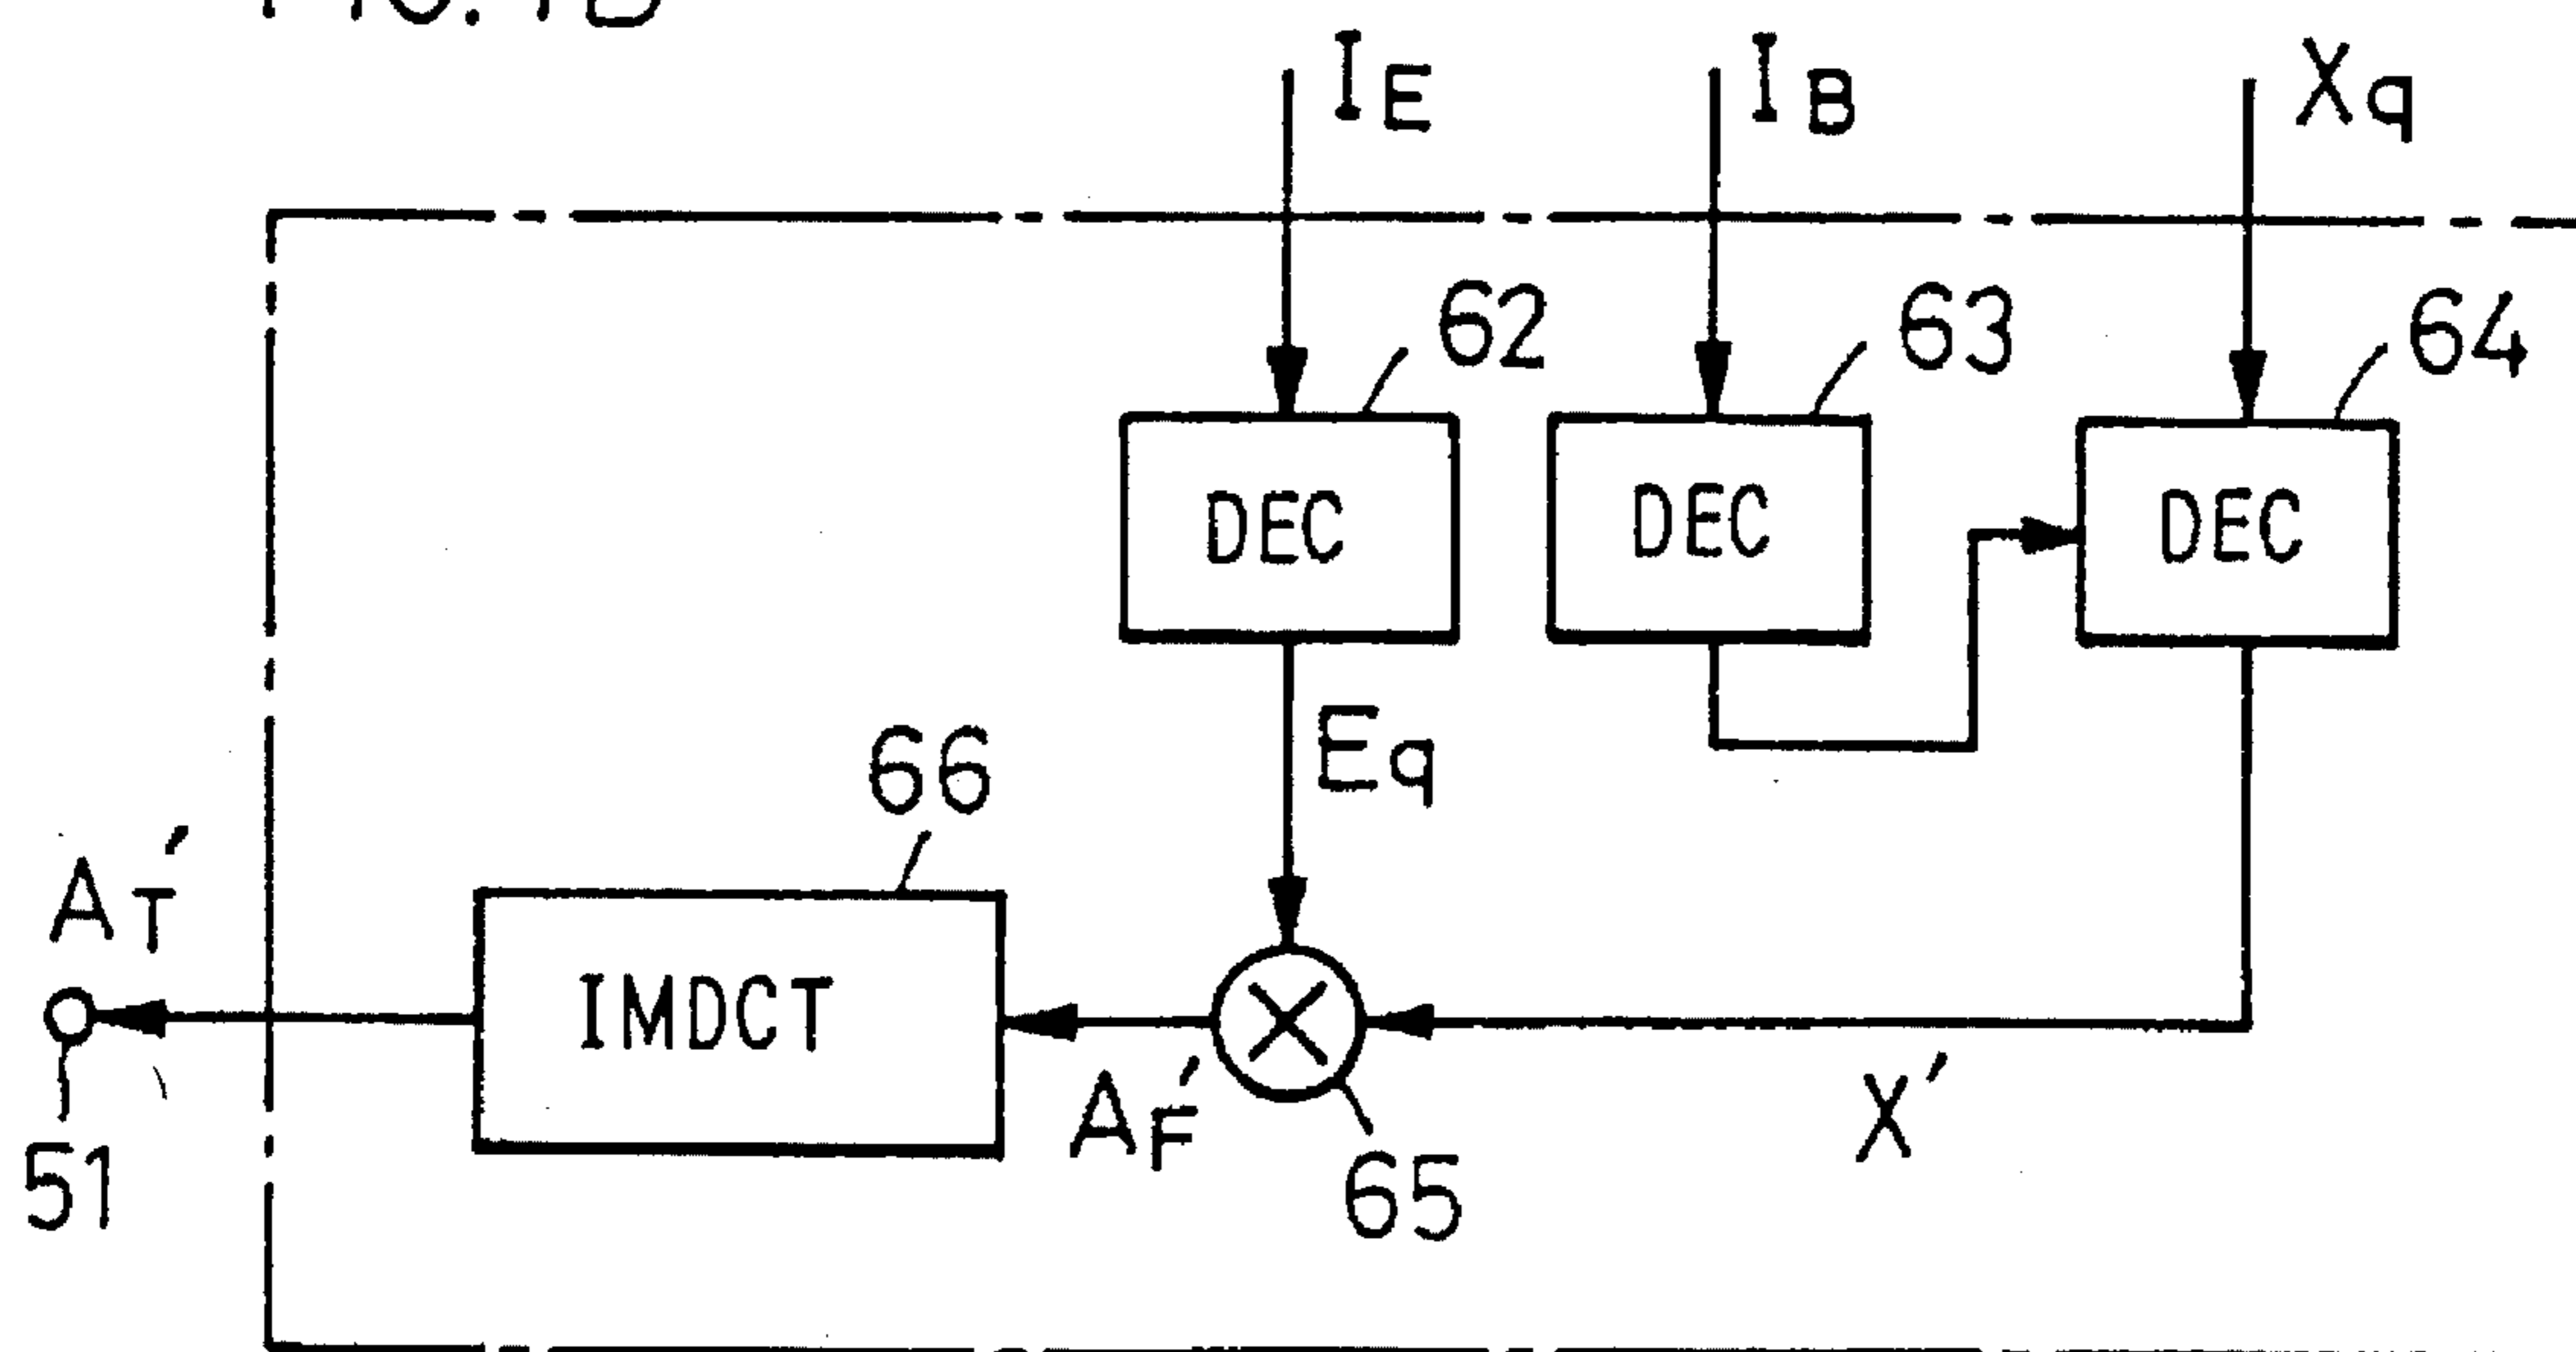 I_E
I_B
X_q
62
63
64
DEC
DEC
DEC
E_q
66
A_T'
IMDCT
A_F'
X'
51
65